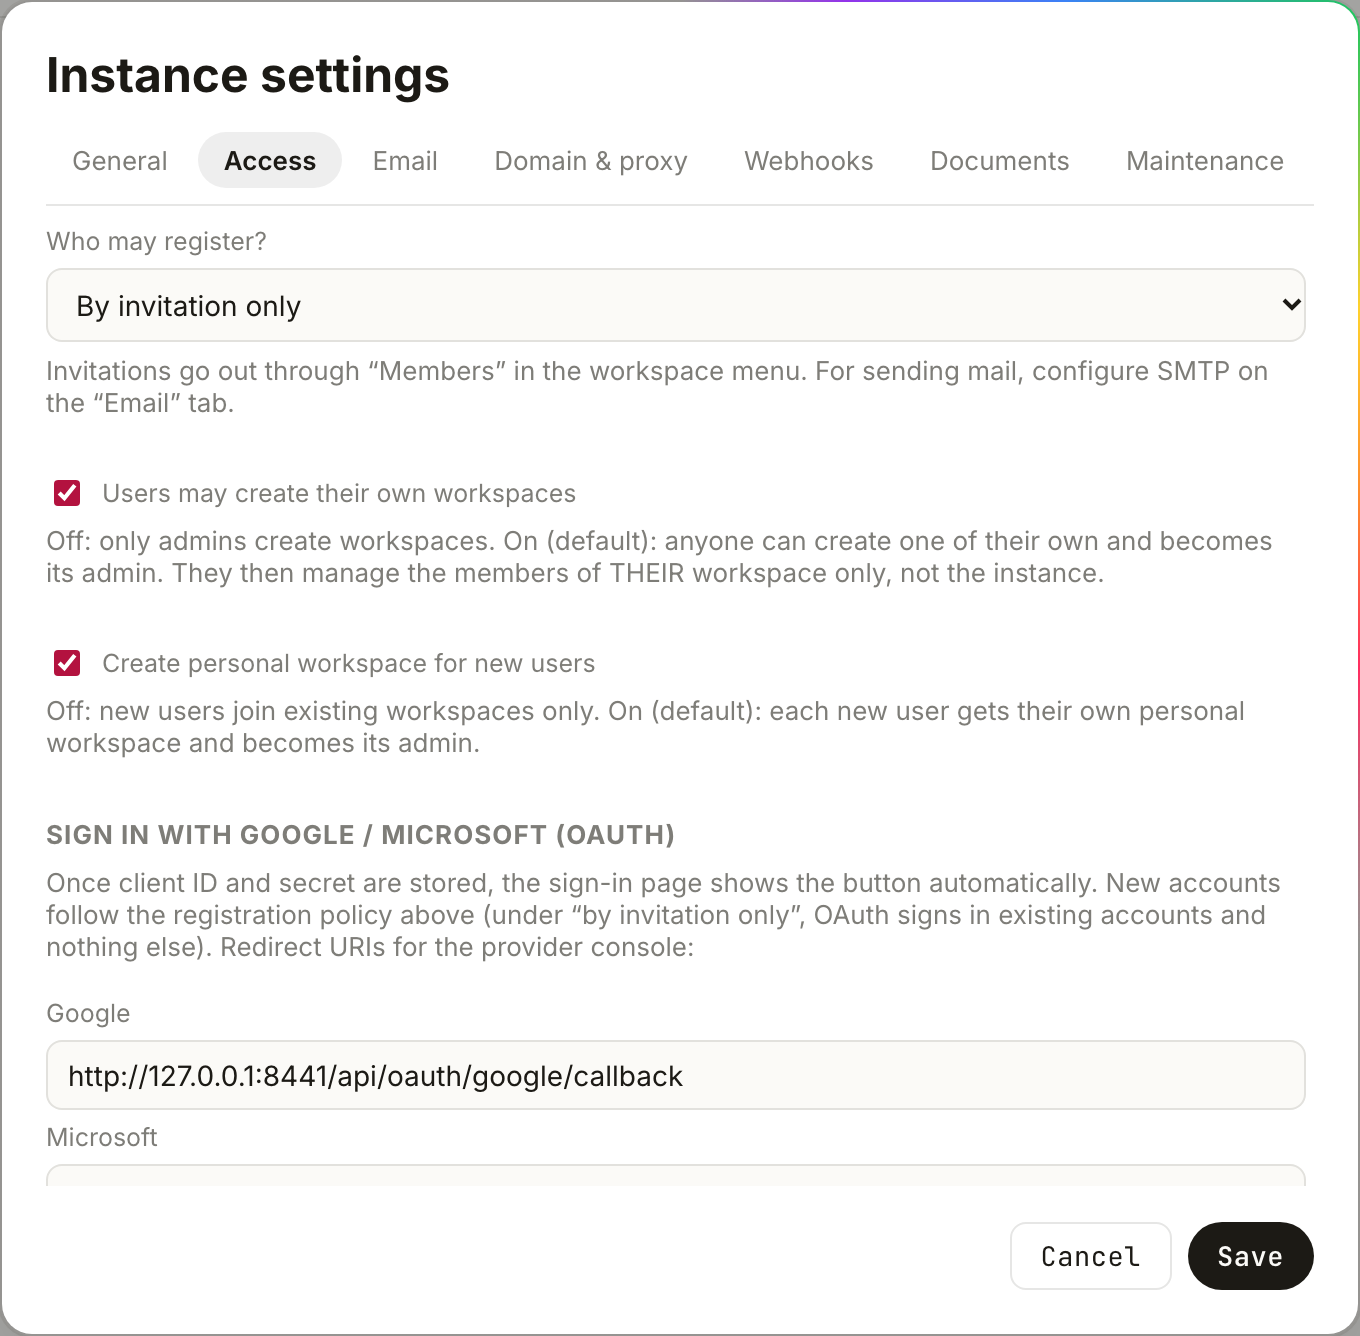 Instance settings
General Access Email Domain & proxy Webhooks Documents Maintenance
Who may register?
By invitation only
Invitations go out through “Members” in the workspace menu. For sending mail, configure SMTP on
the “Email” tab.
Users may create their own workspaces
Off: only admins create workspaces. On (default): anyone can create one of their own and becomes
its admin. They then manage the members of THEIR workspace only, not the instance.
Create personal workspace for new users
Off: new users join existing workspaces only. On (default): each new user gets their own personal
workspace and becomes its admin.
SIGN IN WITH GOOGLE / MICROSOFT (OAUTH)
Once client ID and secret are stored, the sign-in page shows the button automatically. New accounts
follow the registration policy above (under “by invitation only”, OAuth signs in existing accounts and
nothing else). Redirect URIs for the provider console:
Google
http://127.0.0.1:8441/api/oauth/google/callback
Microsoft
Cancel Save